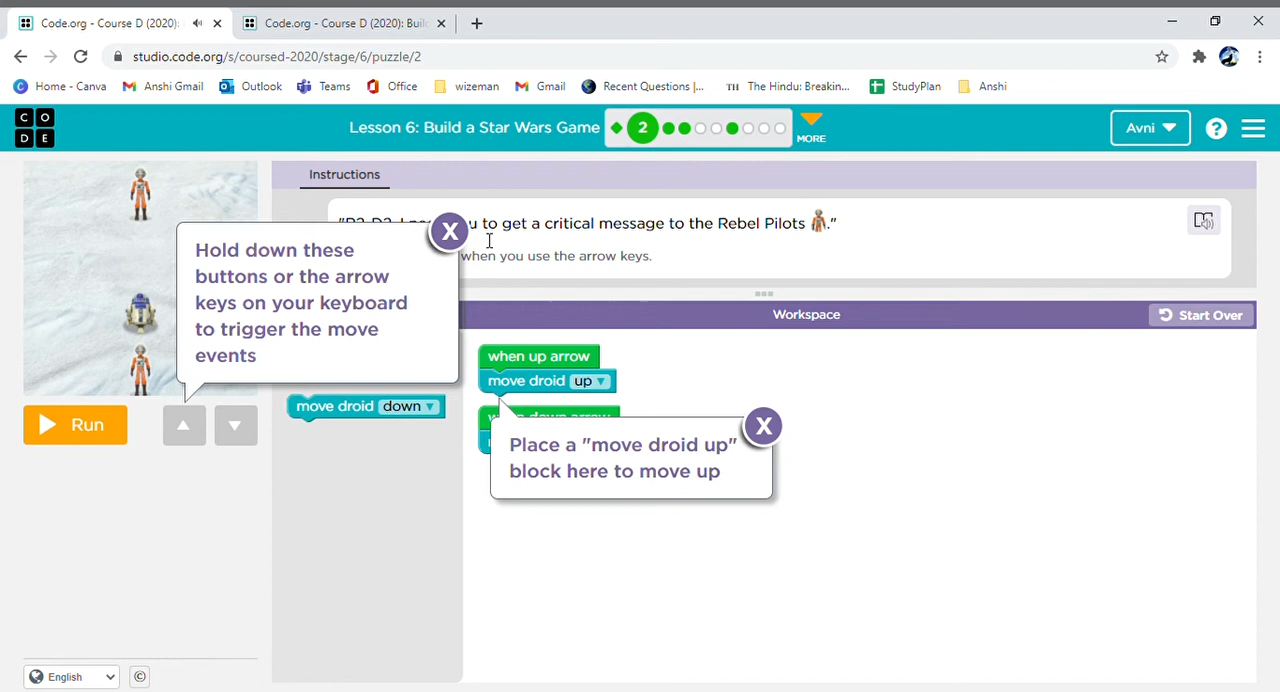 Code.org - Course D (2020):
Code.org - Course D (2020): Buil
studio.code.org/s/coursed-2020/stage/6/puzzle/2
Home - Canva Anshi Gmail Outlook Teams Office wizeman Gmail Recent Questions |... TH The Hindu: Breakin... StudyPlan Anshi
C O
D E
Lesson 6: Build a Star Wars Game 2 MORE Avni ?
Instructions
to get a critical message to the Rebel Pilots ."
when you use the arrow keys.
X
Hold down these
buttons or the arrow
keys on your keyboard
to trigger the move
events
Workspace
Start Over
when up arrow
move droid up
move droid down
Run
X
Place a "move droid up"
block here to move up
English ©